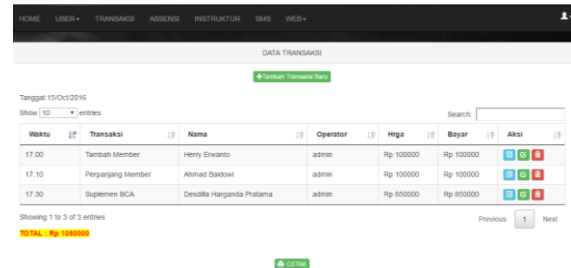 HOME USER TRANSAKSI ABSENSI INSTRUKTUR SMS WEB
DATA TRANSAKSI
+Tambah Transaksi Baru
Tanggal 15/Oct/2016
Show 10 entries Search:
Waktu Transaksi Nama Operator Hrga Bayar Aksi
17.00 Tambah Member Herry Erwanto admin Rp 100000 Rp 100000
17.10 Perpanjang Member Ahmad Baidowi admin Rp 100000 Rp 100000
17.30 Suplemen BCA Desdilla Harganda Pratama admin Rp 850000 Rp 850000
Showing 1 to 3 of 3 entries Previous 1 Next
TOTAL : Rp 1050000
CETAK